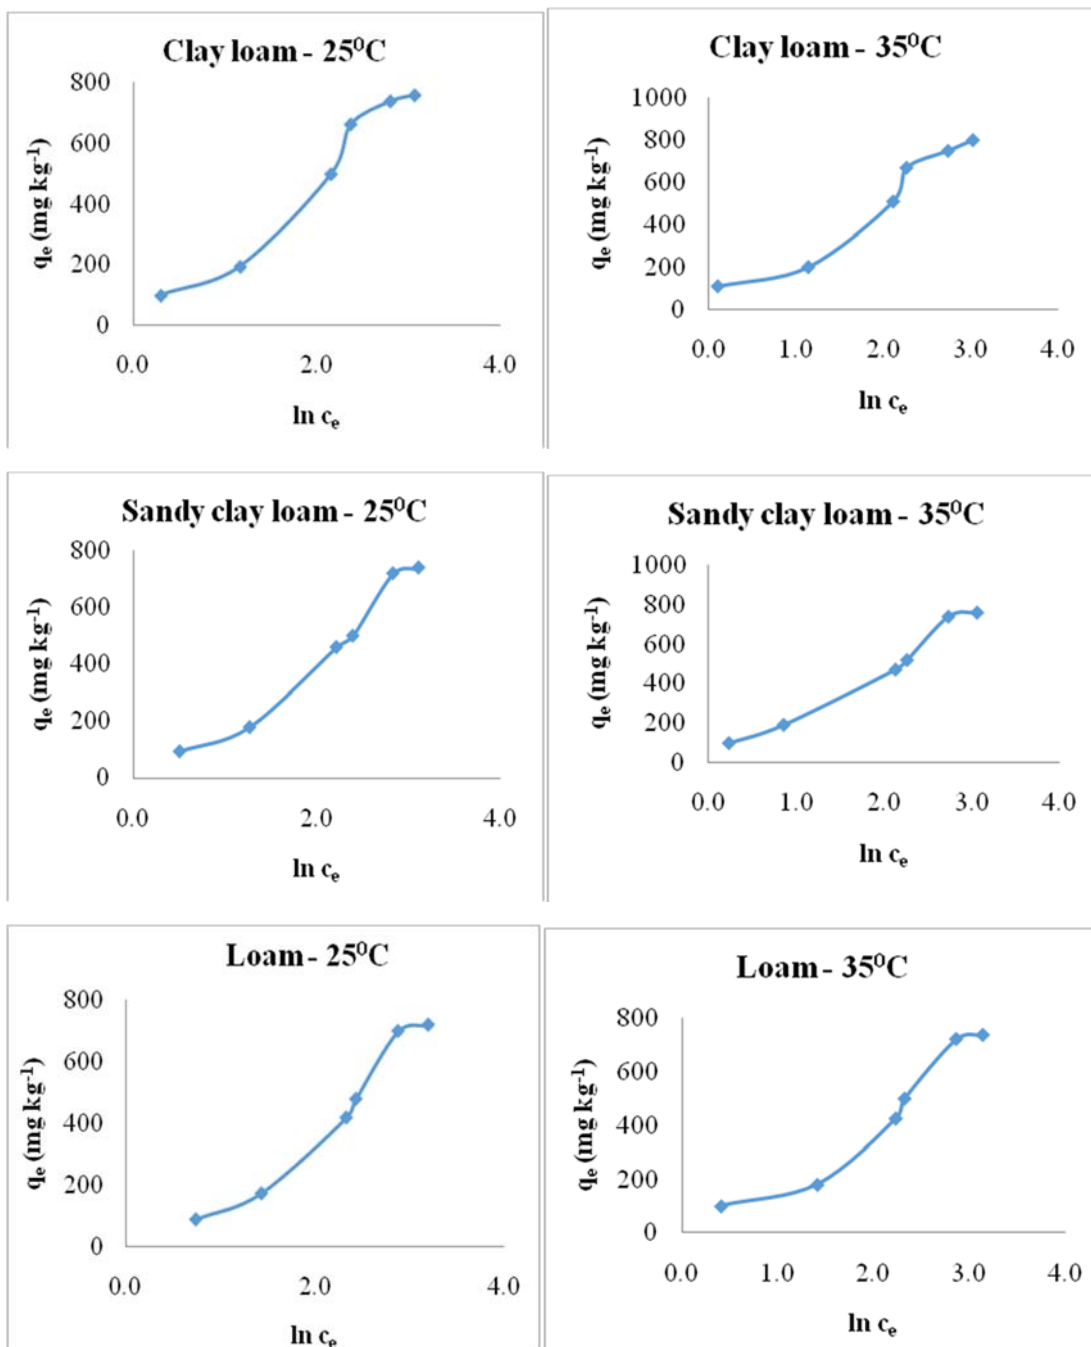 Clay loam - 25⁰C
800
600
400
200
0
0.0 2.0 4.0
qₑ (mg kg⁻¹)
ln cₑ
Clay loam - 35⁰C
1000
800
600
400
200
0
0.0 1.0 2.0 3.0 4.0
qₑ (mg kg⁻¹)
ln cₑ
Sandy clay loam - 25⁰C
800
600
400
200
0
0.0 2.0 4.0
qₑ (mg kg⁻¹)
ln cₑ
Sandy clay loam - 35⁰C
1000
800
600
400
200
0
0.0 1.0 2.0 3.0 4.0
qₑ (mg kg⁻¹)
ln cₑ
Loam - 25⁰C
800
600
400
200
0
0.0 2.0 4.0
qₑ (mg kg⁻¹)
ln cₑ
Loam - 35⁰C
800
600
400
200
0
0.0 1.0 2.0 3.0 4.0
qₑ (mg kg⁻¹)
ln cₑ